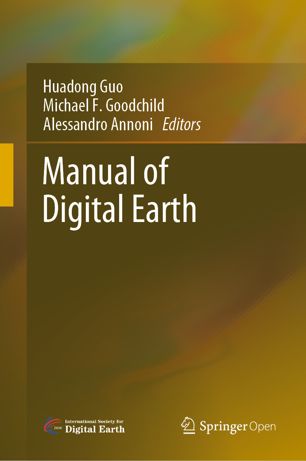 Huadong Guo
Michael F. Goodchild
Alessandro Annoni Editors
Manual of
Digital Earth
International Society for
Digital Earth
Springer Open